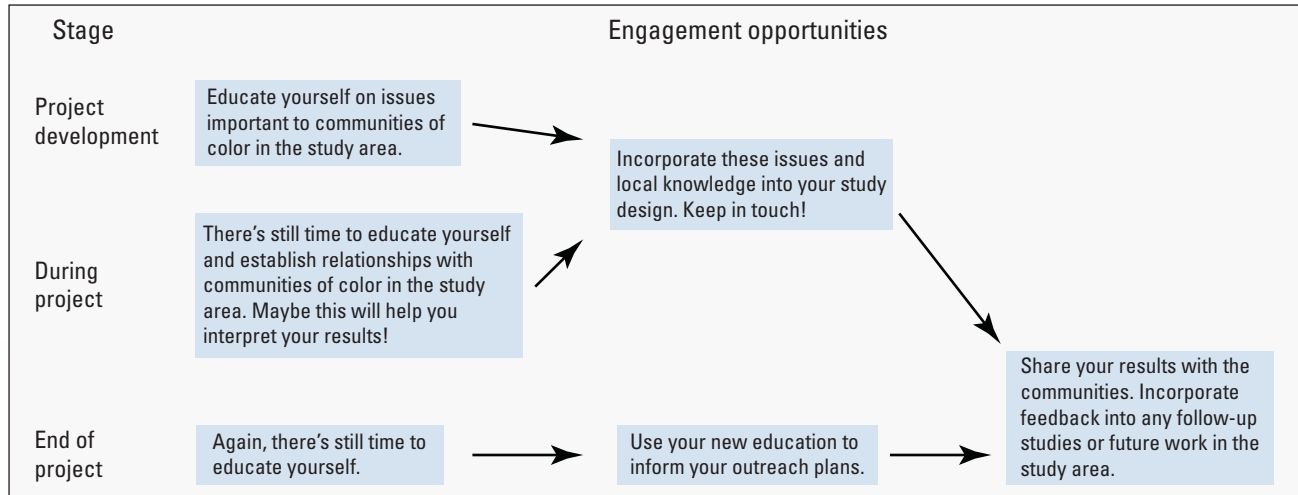 Stage
Engagement opportunities
Project
development
Educate yourself on issues
important to communities of
color in the study area.
Incorporate these issues and
local knowledge into your study
design. Keep in touch!
During
project
There's still time to educate yourself
and establish relationships with
communities of color in the study
area. Maybe this will help you
interpret your results!
End of
project
Again, there's still time to
educate yourself.
Use your new education to
inform your outreach plans.
Share your results with the
communities. Incorporate
feedback into any follow-up
studies or future work in the
study area.